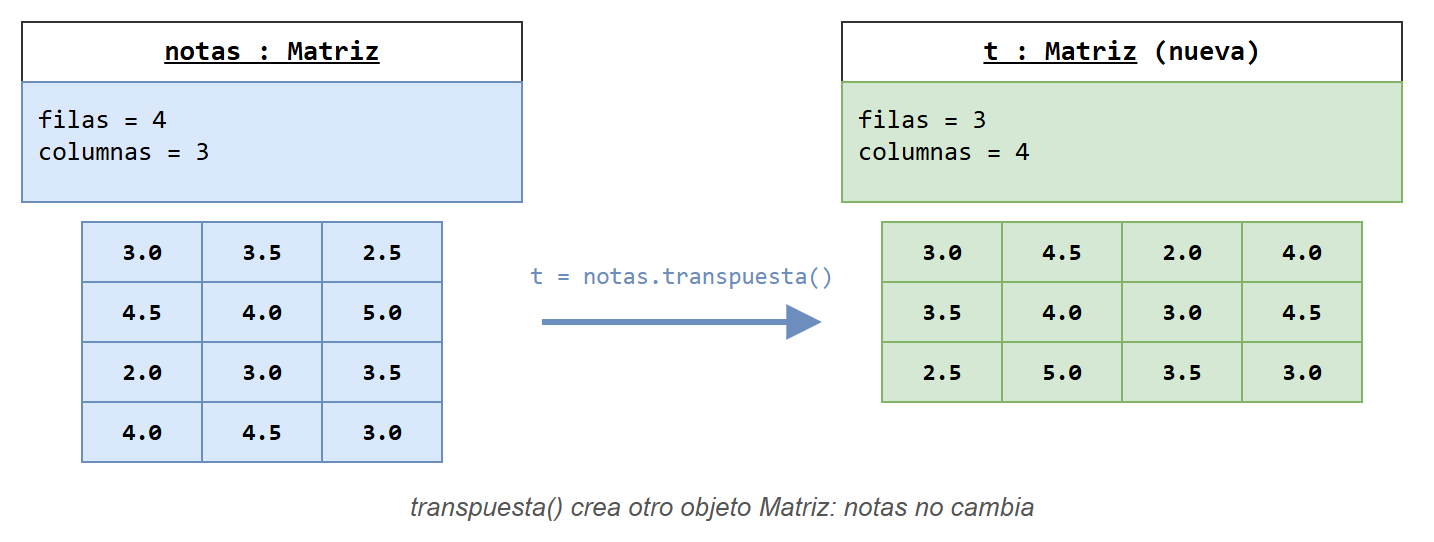 notas : Matriz
filas = 4
columnas = 3
3.0 3.5 2.5
4.5 4.0 5.0
2.0 3.0 3.5
4.0 4.5 3.0
t = notas.transpuesta()
t : Matriz (nueva)
filas = 3
columnas = 4
3.0 4.5 2.0 4.0
3.5 4.0 3.0 4.5
2.5 5.0 3.5 3.0
transpuesta() crea otro objeto Matriz: notas no cambia